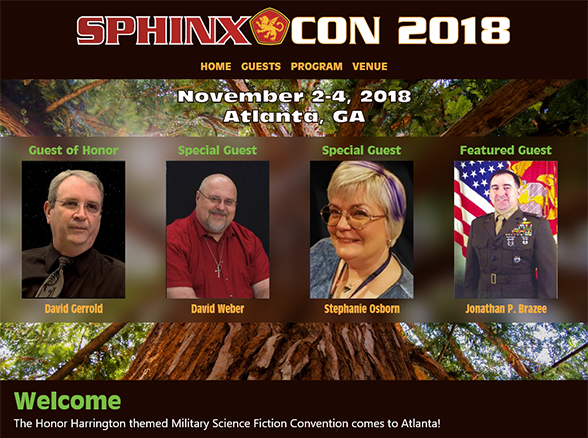 SPHINX CON 2018
HOME GUESTS PROGRAM VENUE
November 2-4, 2018
Atlanta, GA
Guest of Honor
Special Guest
Special Guest
Featured Guest
David Gerrold
David Weber
Stephanie Osborn
Jonathan P. Brazee
Welcome
The Honor Harrington themed Military Science Fiction Convention comes to Atlanta!